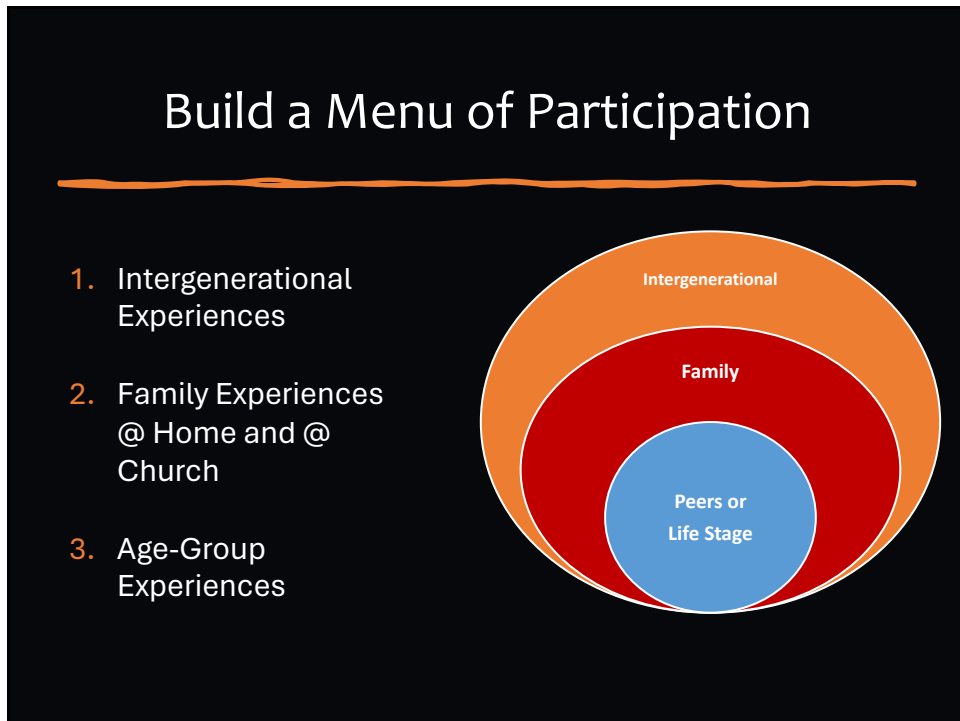 Build a Menu of Participation
1. Intergenerational
Experiences
2. Family Experiences
@ Home and @
Church
3. Age-Group
Experiences
Intergenerational
Family
Peers or
Life Stage